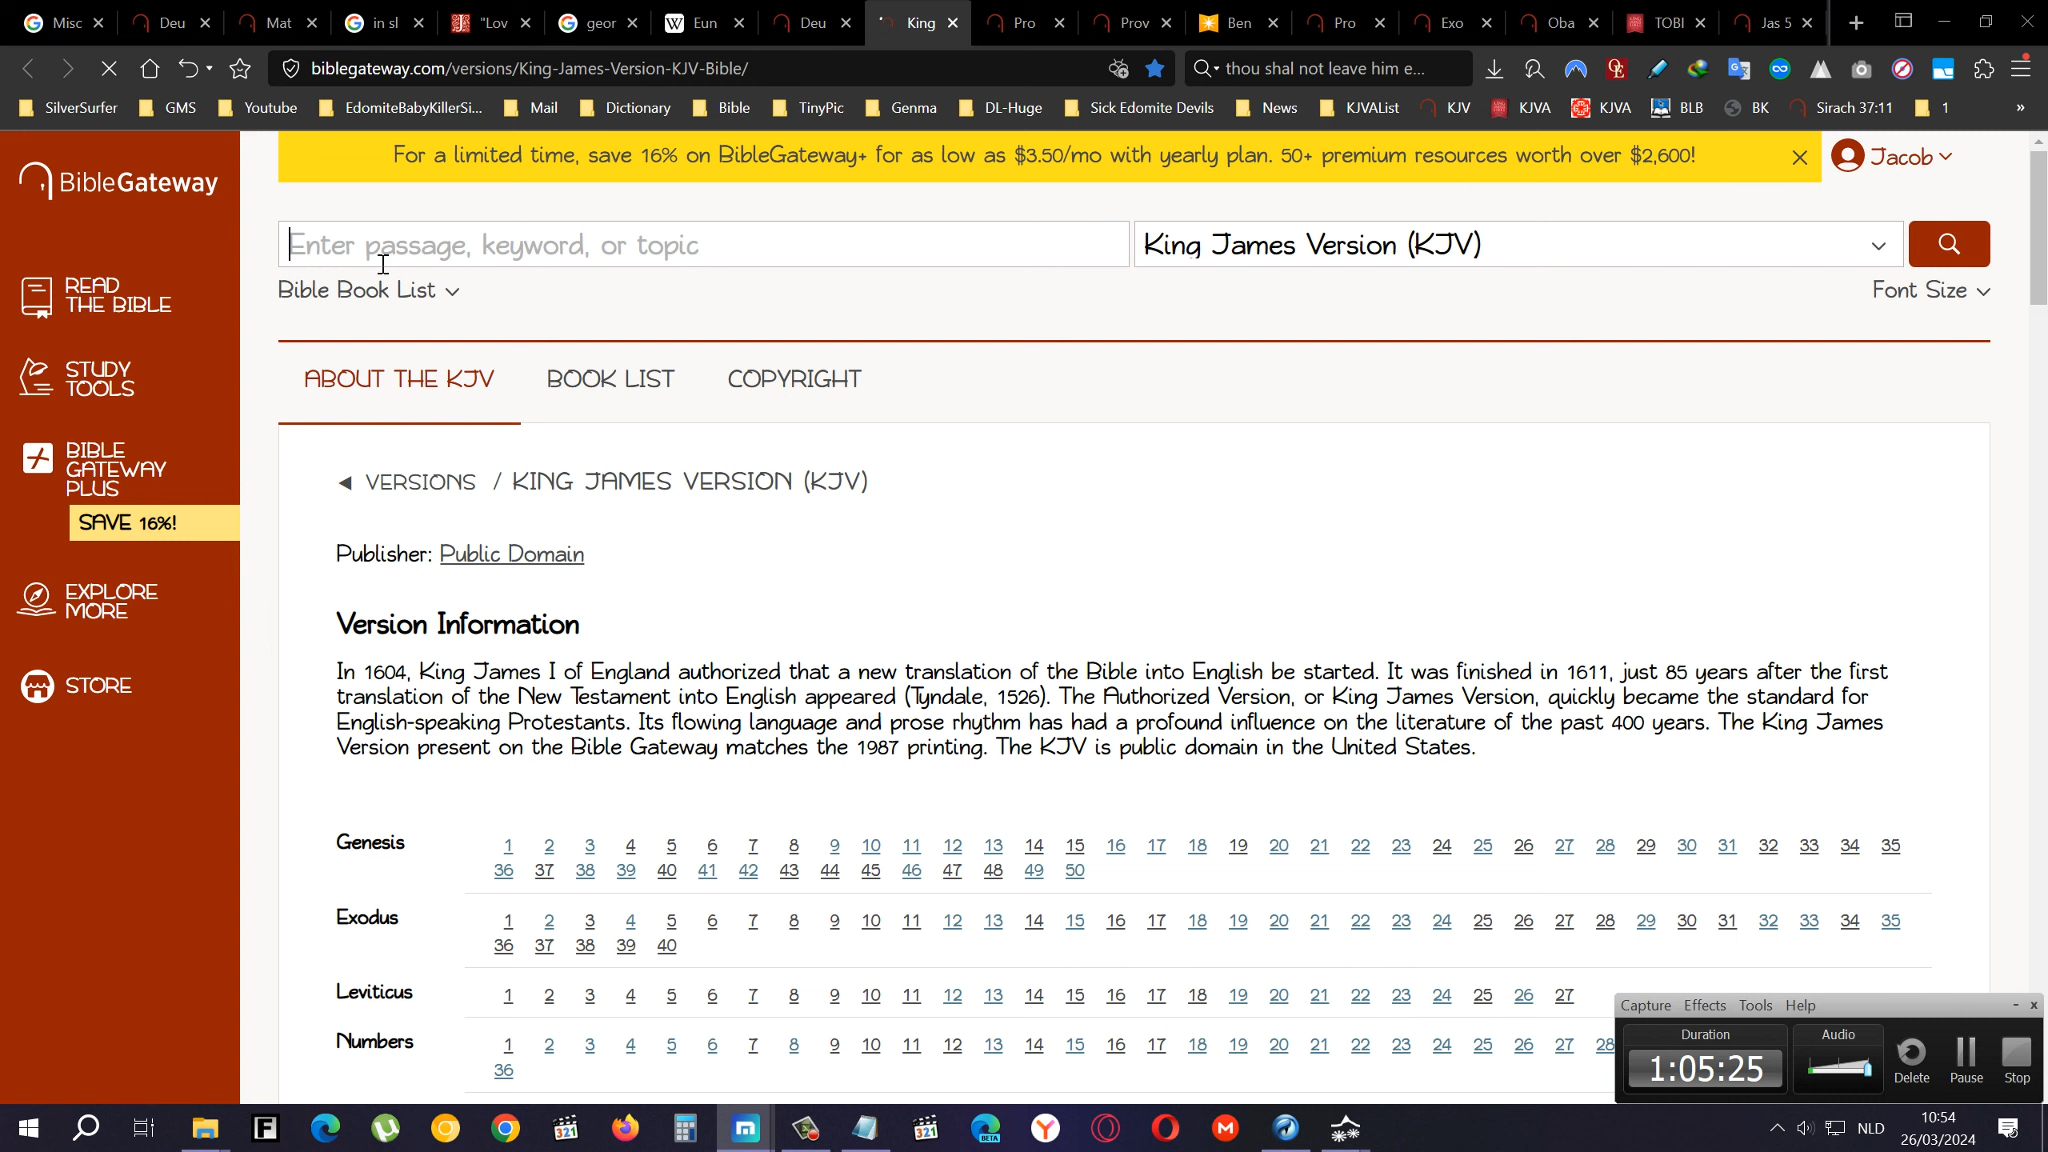 Misc Deu Mat in sl "Lov geor Eun Deu King Pro Prov Ben Pro Exo Oba TOBI Jas 5
biblegateway.com/versions/King-James-Version-KJV-Bible/ thou shal not leave him e...
SilverSurfer GMS Youtube EdomiteBabyKillerSi... Mail Dictionary Bible TinyPic Genma DL-Huge Sick Edomite Devils News KJVAList KJV KJVA KJVA BLB BK Sirach 37:11 1 »
For a limited time, save 16% on BibleGateway+ for as low as $3.50/mo with yearly plan. 50+ premium resources worth over $2,600!
Jacob
BibleGateway
Enter passage, keyword, or topic
King James Version (KJV)
Bible Book List
Font Size
READ
THE BIBLE
STUDY
TOOLS
BIBLE
GATEWAY
PLUS
SAVE 16%!
EXPLORE
MORE
STORE
ABOUT THE KJV BOOK LIST COPYRIGHT
VERSIONS / KING JAMES VERSION (KJV)
Publisher: Public Domain
Version Information
In 1604, King James I of England authorized that a new translation of the Bible into English be started. It was finished in 1611, just 85 years after the first
translation of the New Testament into English appeared (Tyndale, 1526). The Authorized Version, or King James Version, quickly became the standard for
English-speaking Protestants. Its flowing language and prose rhythm has had a profound influence on the literature of the past 400 years. The King James
Version present on the Bible Gateway matches the 1987 printing. The KJV is public domain in the United States.
Genesis 1 2 3 4 5 6 7 8 9 10 11 12 13 14 15 16 17 18 19 20 21 22 23 24 25 26 27 28 29 30 31 32 33 34 35
36 37 38 39 40 41 42 43 44 45 46 47 48 49 50
Exodus 1 2 3 4 5 6 7 8 9 10 11 12 13 14 15 16 17 18 19 20 21 22 23 24 25 26 27 28 29 30 31 32 33 34 35
36 37 38 39 40
Leviticus 1 2 3 4 5 6 7 8 9 10 11 12 13 14 15 16 17 18 19 20 21 22 23 24 25 26 27
Numbers 1 2 3 4 5 6 7 8 9 10 11 12 13 14 15 16 17 18 19 20 21 22 23 24 25 26 27 28
36
Capture Effects Tools Help
Duration
Audio
1:05:25
Delete Pause Stop
NLD
10:54
26/03/2024